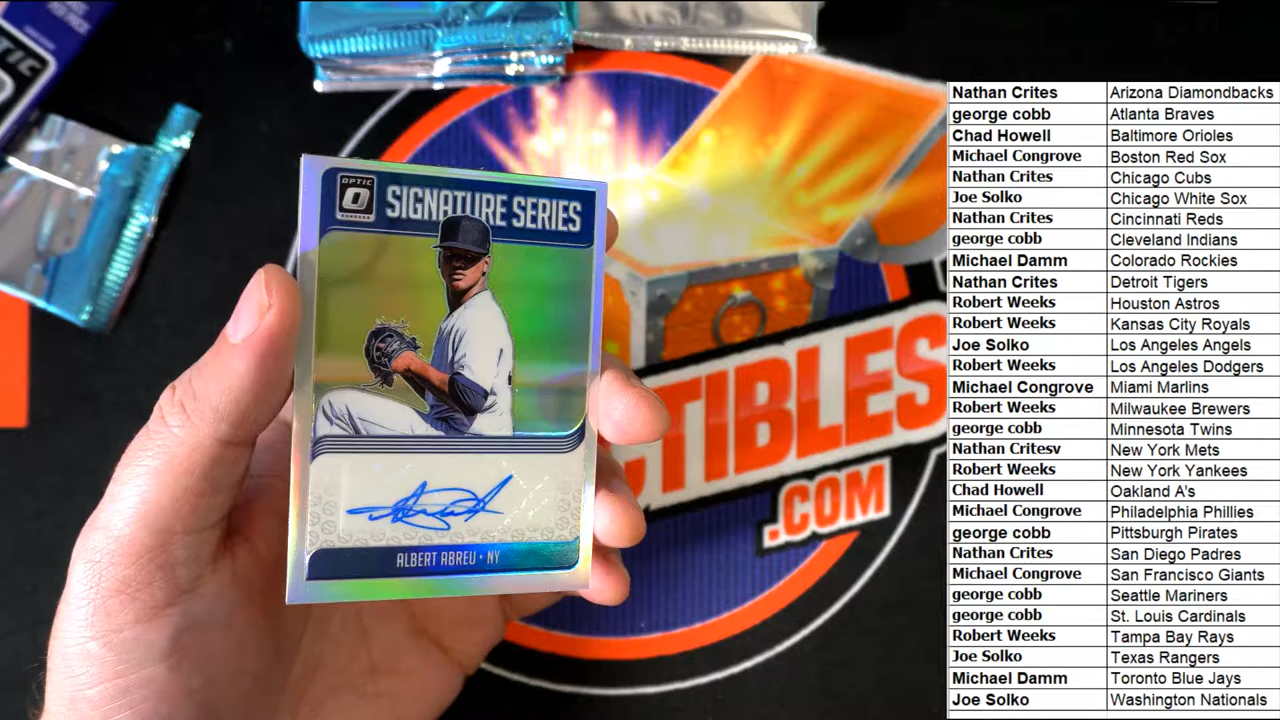 TIC
OPTIC
DONRUSS
SIGNATURE SERIES
ALBERT ABREU • NY
CTIBLES
.COM
Nathan Crites Arizona Diamondbacks
george cobb Atlanta Braves
Chad Howell Baltimore Orioles
Michael Congrove Boston Red Sox
Nathan Crites Chicago Cubs
Joe Solko Chicago White Sox
Nathan Crites Cincinnati Reds
george cobb Cleveland Indians
Michael Damm Colorado Rockies
Nathan Crites Detroit Tigers
Robert Weeks Houston Astros
Robert Weeks Kansas City Royals
Joe Solko Los Angeles Angels
Robert Weeks Los Angeles Dodgers
Michael Congrove Miami Marlins
Robert Weeks Milwaukee Brewers
george cobb Minnesota Twins
Nathan Critesv New York Mets
Robert Weeks New York Yankees
Chad Howell Oakland A's
Michael Congrove Philadelphia Phillies
george cobb Pittsburgh Pirates
Nathan Crites San Diego Padres
Michael Congrove San Francisco Giants
george cobb Seattle Mariners
george cobb St. Louis Cardinals
Robert Weeks Tampa Bay Rays
Joe Solko Texas Rangers
Michael Damm Toronto Blue Jays
Joe Solko Washington Nationals